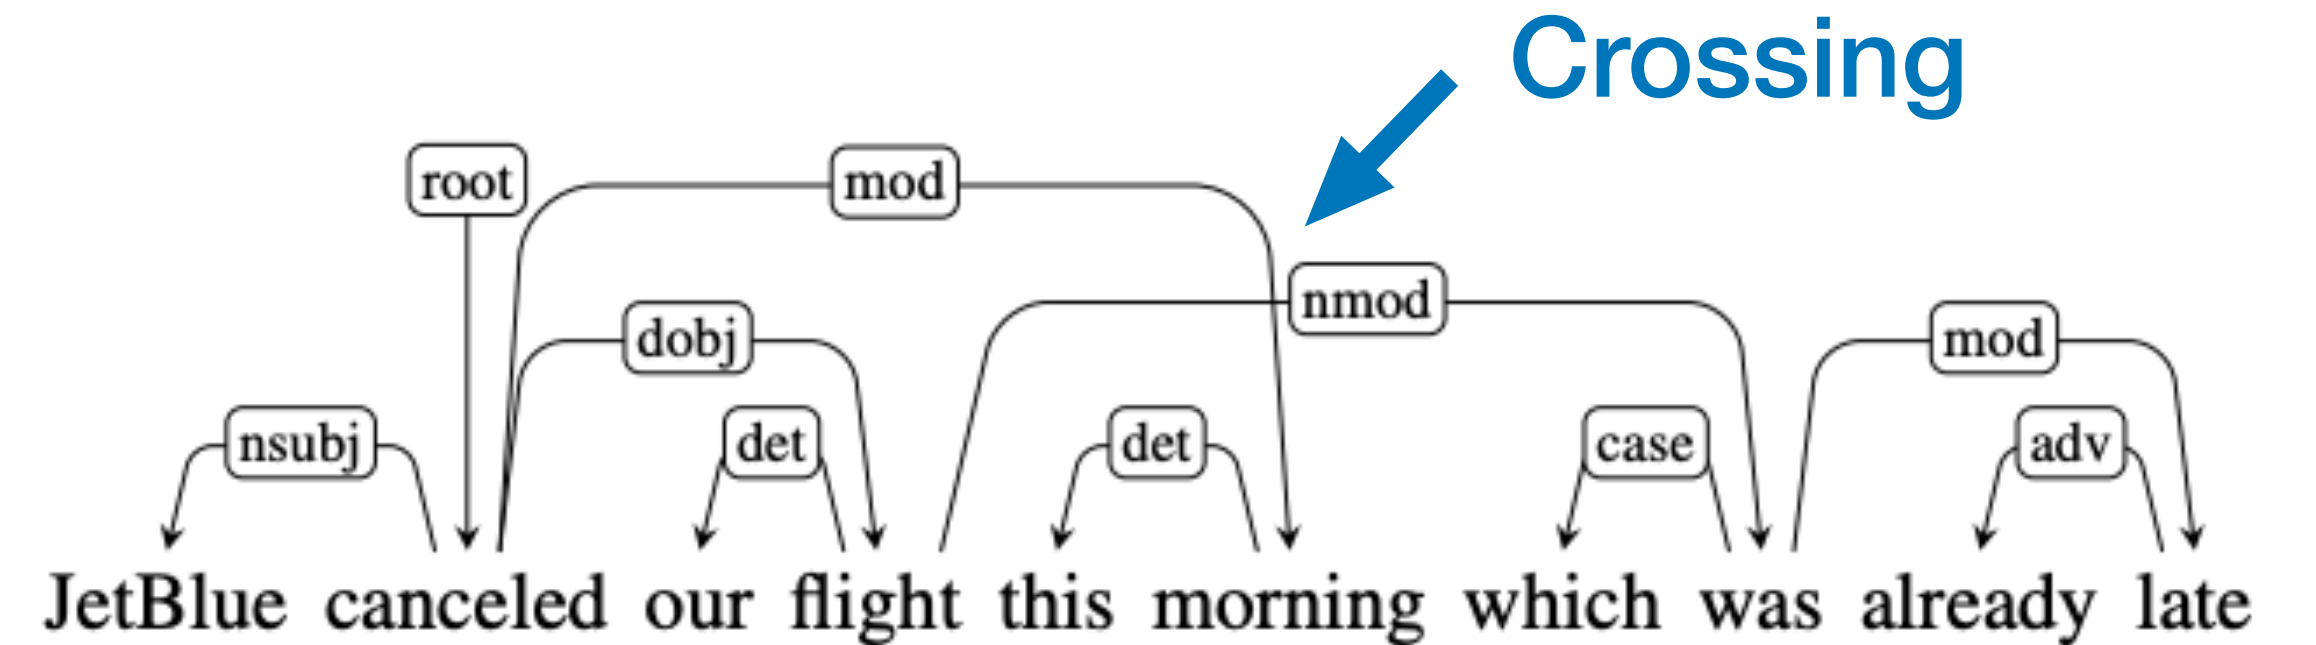 Crossing
root mod
nmod
dobj mod
nsubj det det case adv
JetBlue canceled our flight this morning which was already late